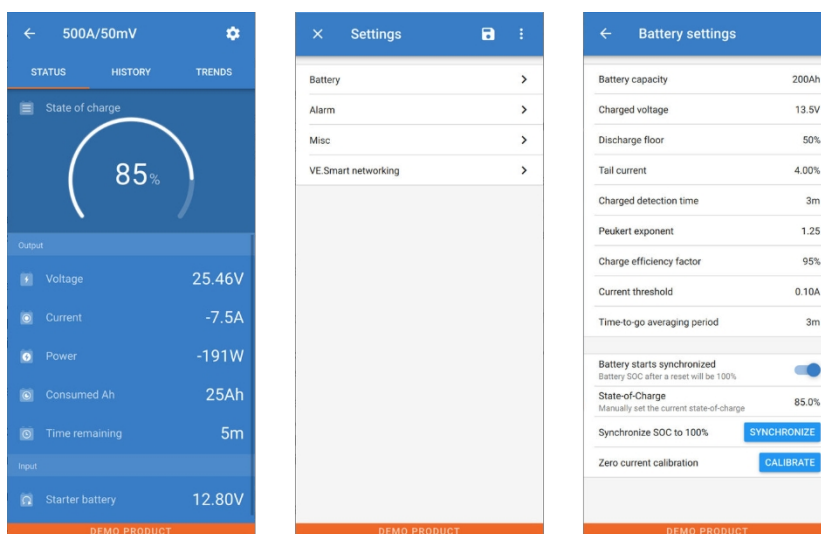 500A/50mV
STATUS HISTORY TRENDS
State of charge
85%
Output
Voltage 25.46V
Current -7.5A
Power -191W
Consumed Ah 25Ah
Time remaining 5m
Input
Starter battery 12.80V
DEMO PRODUCT
Settings
Battery
Alarm
Misc
VE.Smart networking
DEMO PRODUCT
Battery settings
Battery capacity 200Ah
Charged voltage 13.5V
Discharge floor 50%
Tail current 4.00%
Charged detection time 3m
Peukert exponent 1.25
Charge efficiency factor 95%
Current threshold 0.10A
Time-to-go averaging period 3m
Battery starts synchronized
Battery SOC after a reset will be 100%
State-of-Charge 85.0%
Manually set the current state-of-charge
Synchronize SOC to 100% SYNCHRONIZE
Zero current calibration CALIBRATE
DEMO PRODUCT